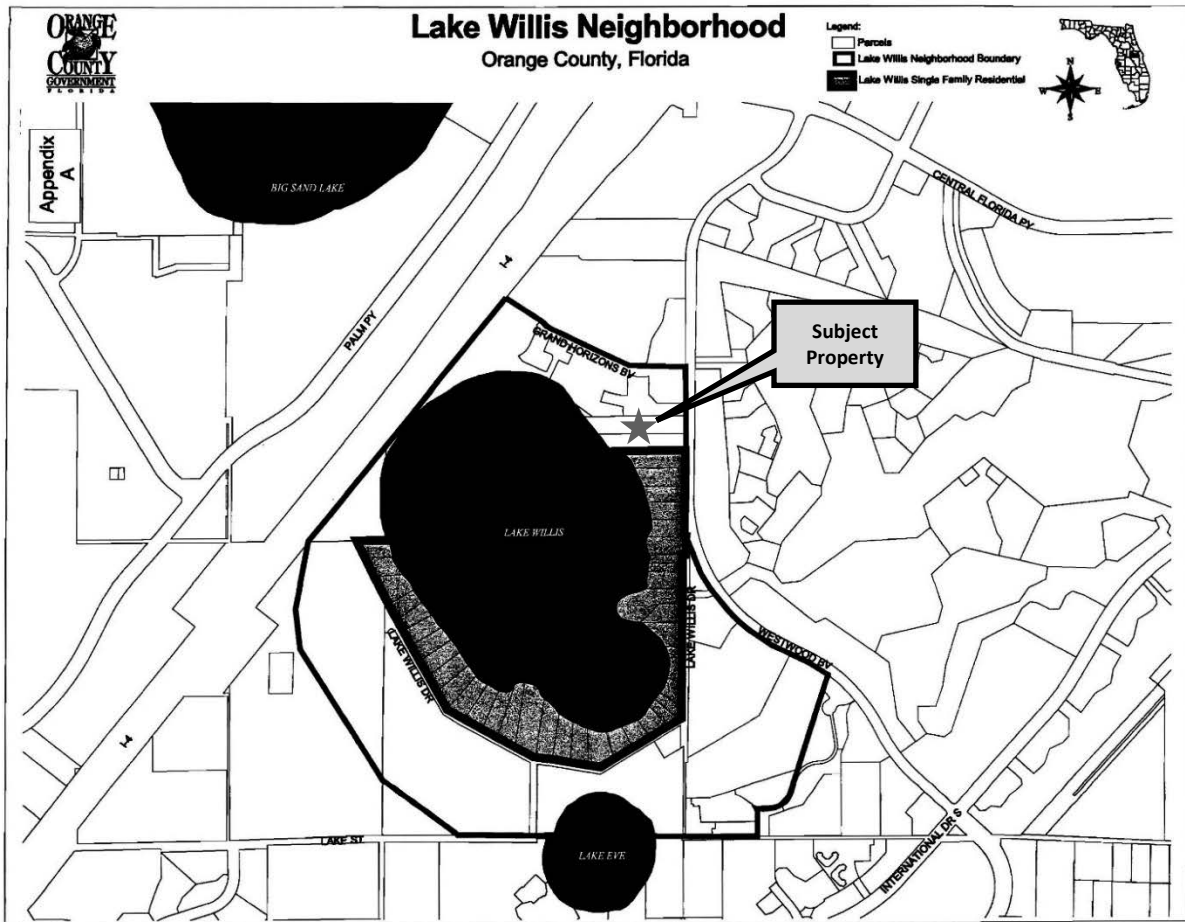 ORANGE
COUNTY
GOVERNMENT
FLORIDA
Lake Willis Neighborhood
Orange County, Florida
Legend:
Parcels
Lake Willis Neighborhood Boundary
Lake Willis Single Family Residential
N
W E
S
Appendix
A
BIG SAND LAKE
CENTRAL FLORIDA PY
I-4
PALM PY
GRAND HORIZONS BV
Subject
Property
LAKE WILLIS
LAKE WILLIS DR
LAKE WILLIS DR
WESTWOOD BV
I-4
LAKE ST
LAKE EVE
INTERNATIONAL DR S